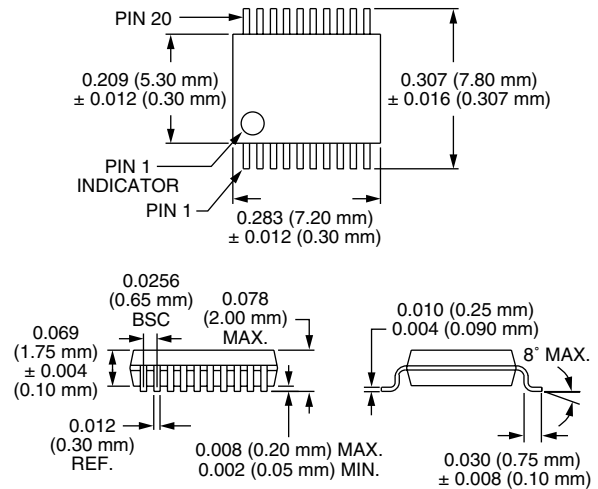 PIN 20
0.209 (5.30 mm)
± 0.012 (0.30 mm)
0.307 (7.80 mm)
± 0.016 (0.307 mm)
PIN 1
INDICATOR
PIN 1
0.283 (7.20 mm)
± 0.012 (0.30 mm)
0.0256
(0.65 mm)
BSC
0.078
(2.00 mm)
MAX.
0.069
(1.75 mm)
± 0.004
(0.10 mm)
0.012
(0.30 mm)
REF.
0.008 (0.20 mm) MAX.
0.002 (0.05 mm) MIN.
0.010 (0.25 mm)
0.004 (0.090 mm)
8° MAX.
0.030 (0.75 mm)
± 0.008 (0.10 mm)